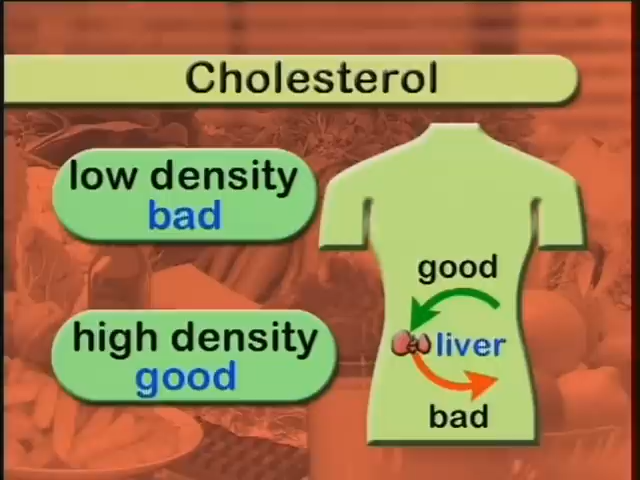 Cholesterol
low density
bad
high density
good
good
liver
bad